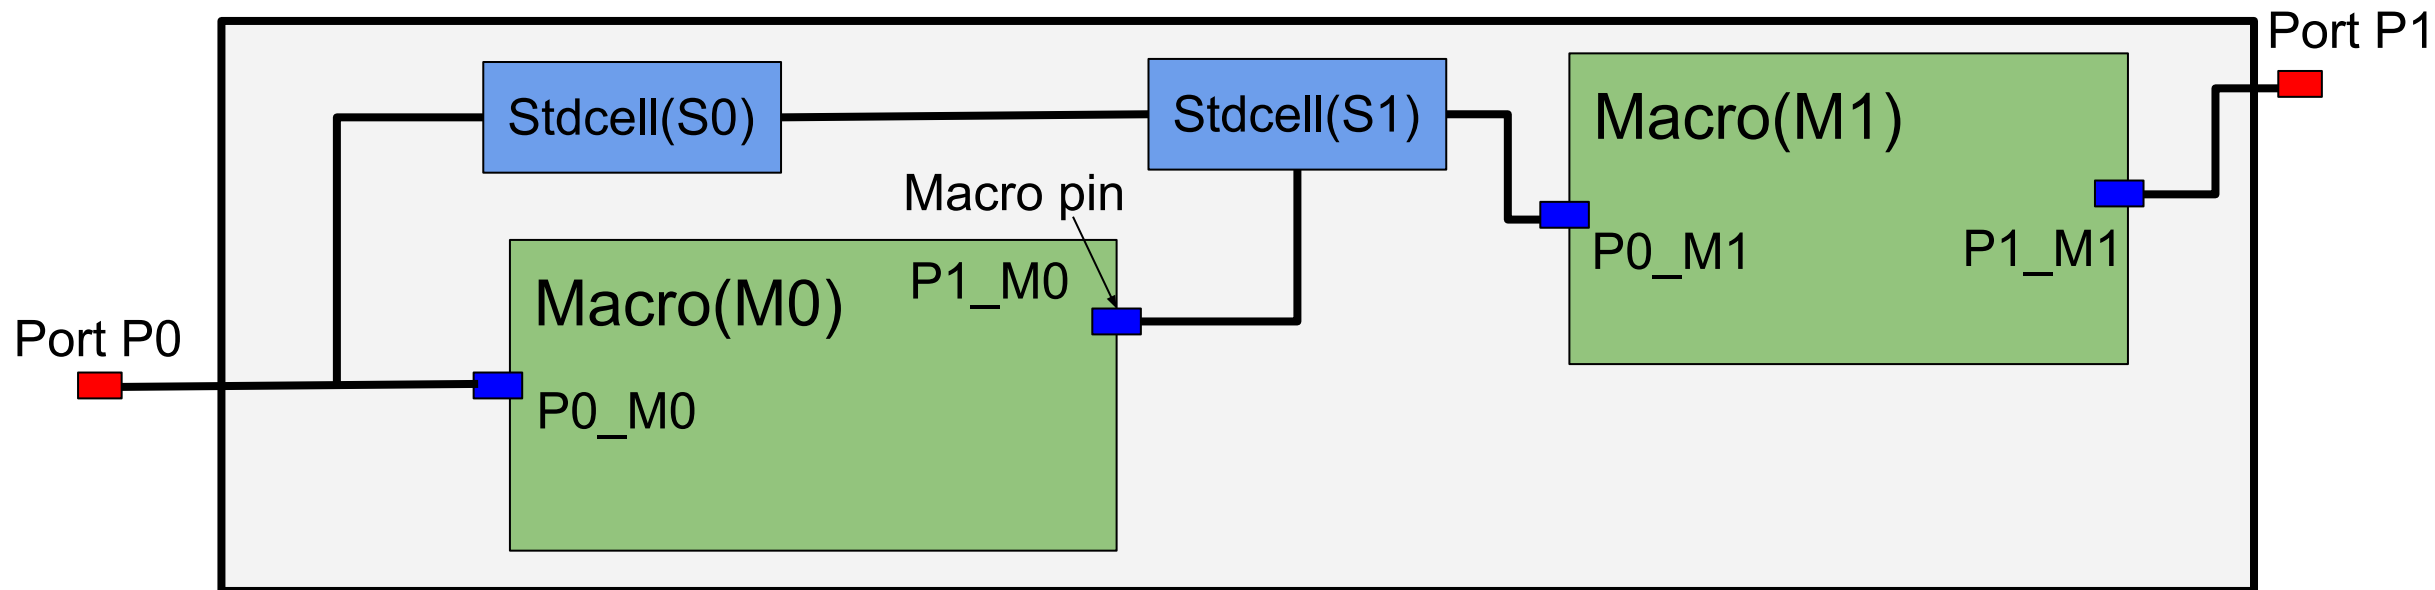 Port P1
Stdcell(S0)
Stdcell(S1)
Macro(M1)
Macro pin
P0_M1
P1_M1
P1_M0
Macro(M0)
Port P0
P0_M0